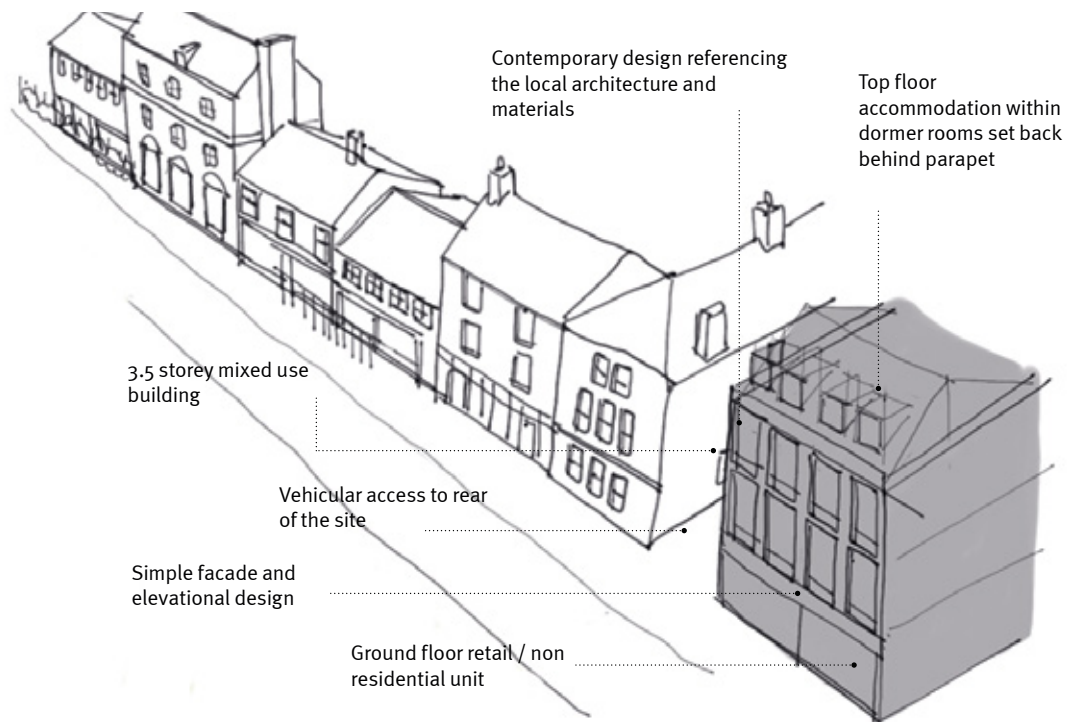 Contemporary design referencing
the local architecture and
materials
Top floor
accommodation within
dormer rooms set back
behind parapet
3.5 storey mixed use
building
Vehicular access to rear
of the site
Simple facade and
elevational design
Ground floor retail / non
residential unit